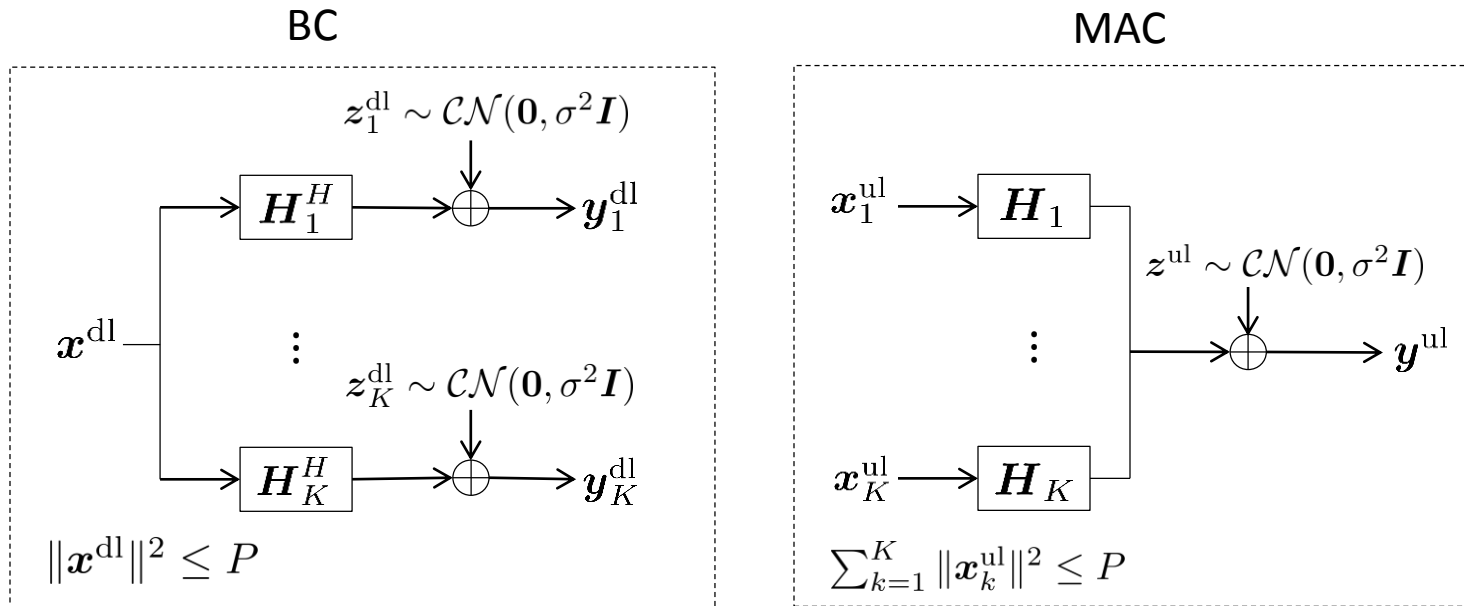 BC
z_1^{dl} ∼ CN(0, σ^2 I)
H_1^H
y_1^{dl}
x^{dl}
⋮
z_K^{dl} ∼ CN(0, σ^2 I)
H_K^H
y_K^{dl}
‖x^{dl}‖^2 ≤ P
MAC
x_1^{ul}
H_1
z^{ul} ∼ CN(0, σ^2 I)
⋮
y^{ul}
x_K^{ul}
H_K
∑_{k=1}^{K} ‖x_k^{ul}‖^2 ≤ P